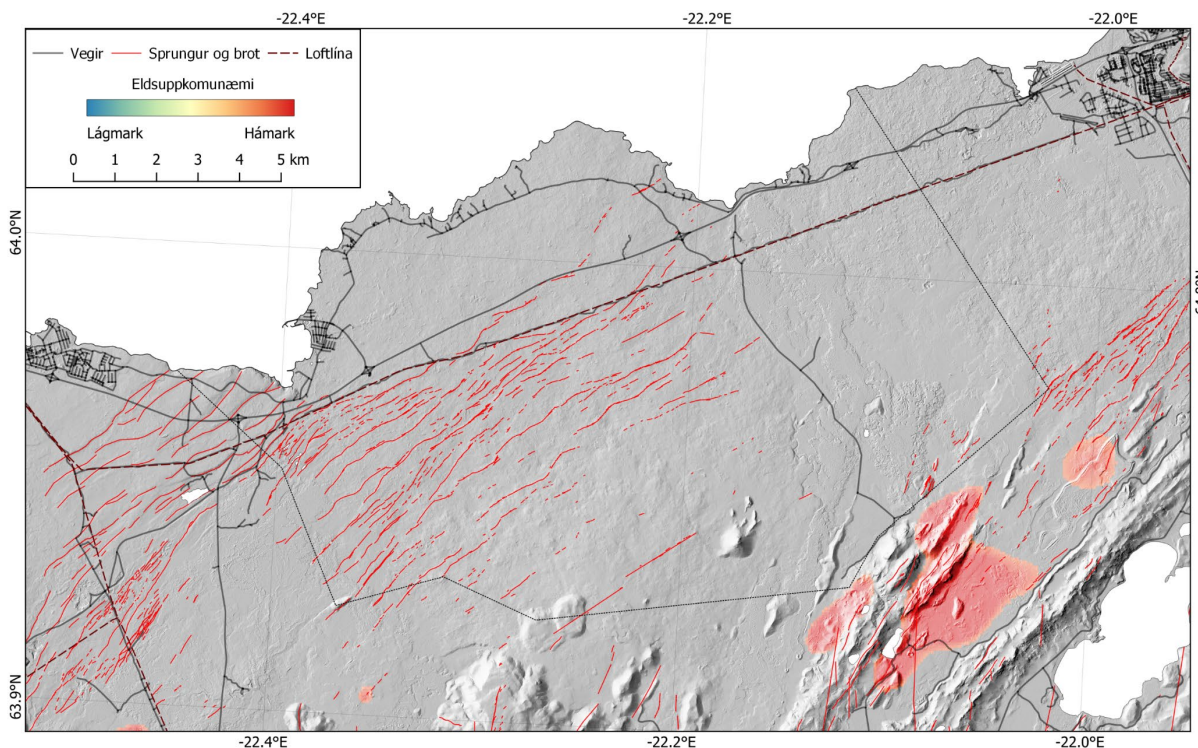 -22.4°E -22.2°E -22.0°E
Vegir Sprungur og brot Loftlína
Eldsuppkomunæmi
Lágmark Hámark
0 1 2 3 4 5 km
64.0°N
63.9°N
-22.4°E -22.2°E -22.0°E